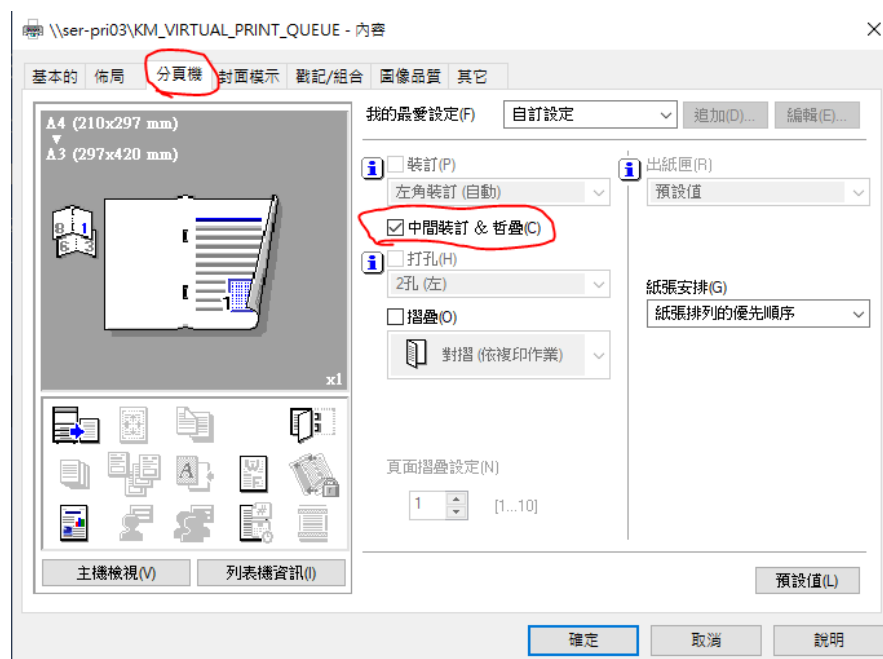 \\ser-pri03\KM_VIRTUAL_PRINT_QUEUE - 內容
基本的 佈局 分頁機 封面模示 戳記/組合 圖像品質 其它
A4 (210x297 mm)
A3 (297x420 mm)
8 1
6 3
1
x1
主機檢視(V) 列表機資訊(I)
我的最愛設定(F) 自訂設定 追加(D)... 編輯(E)...
裝訂(P)
左角裝訂 (自動)
中間裝訂 & 哲疊(C)
打孔(H)
2孔 (左)
摺疊(O)
對摺 (依複印作業)
頁面摺疊設定(N)
1 [1...10]
出紙匣(R)
預設值
紙張安排(G)
紙張排列的優先順序
預設值(L)
確定 取消 說明